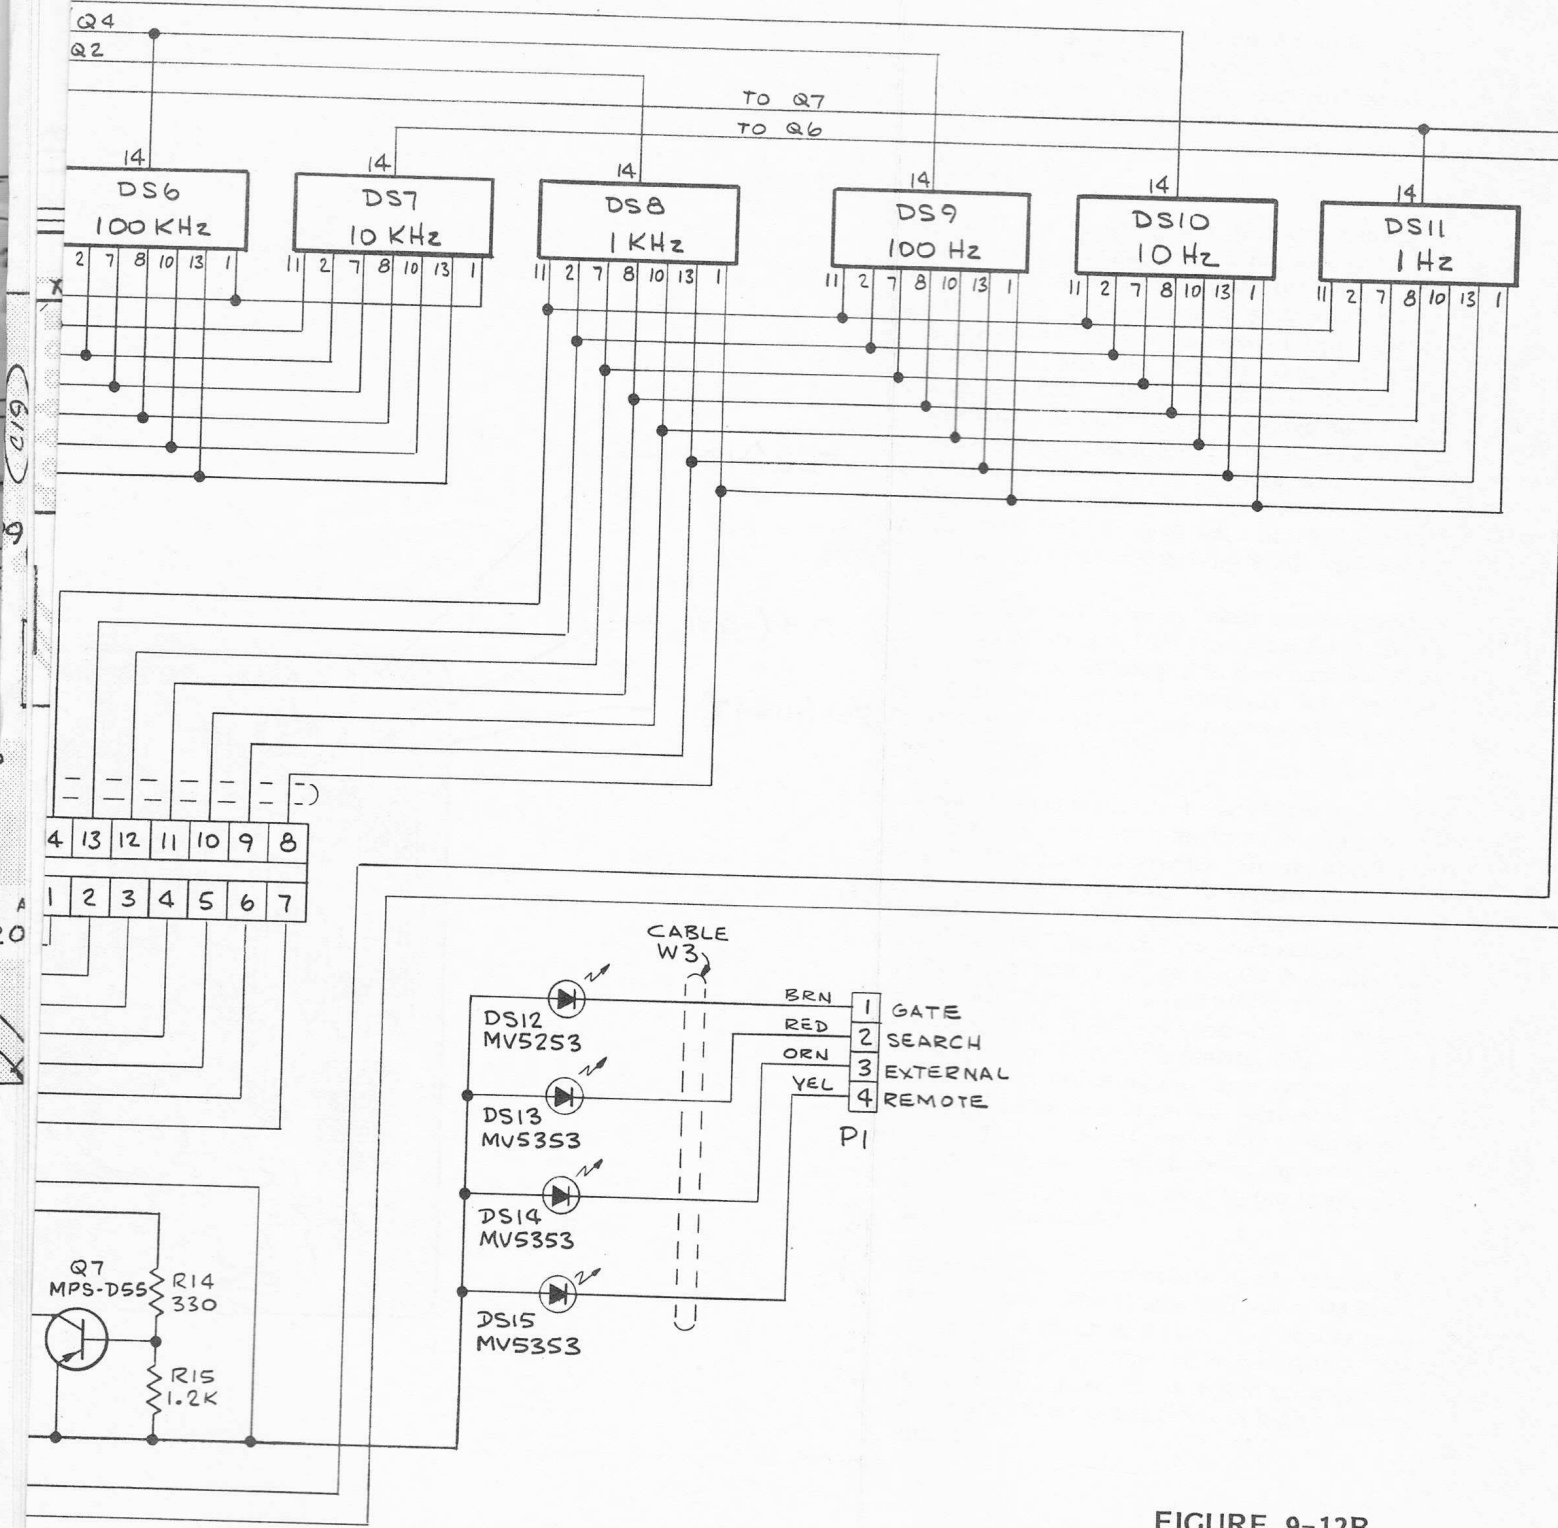 Q4
Q2
TO Q7
TO Q6
14 14 14 14 14 14
DS6
100 KHz
DS7
10 KHz
DS8
1 KHz
DS9
100 Hz
DS10
10 Hz
DS11
1 Hz
2 7 8 10 13 1
11 2 7 8 10 13 1
11 2 7 8 10 13 1
11 2 7 8 10 13 1
11 2 7 8 10 13 1
11 2 7 8 10 13 1
4 13 12 11 10 9 8
1 2 3 4 5 6 7
CABLE
W3
DS12
MV5253
DS13
MV5353
DS14
MV5353
DS15
MV5353
BRN 1 GATE
RED 2 SEARCH
ORN 3 EXTERNAL
YEL 4 REMOTE
P1
Q7
MPS-D55
R14
330
R15
1.2K
FIGURE 9-12B